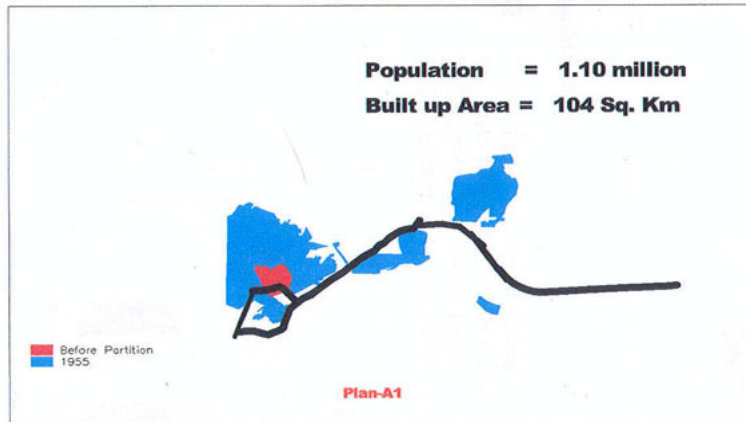 Population = 1.10 million
Built up Area = 104 Sq. Km
Before Partition
1955
Plan-A1